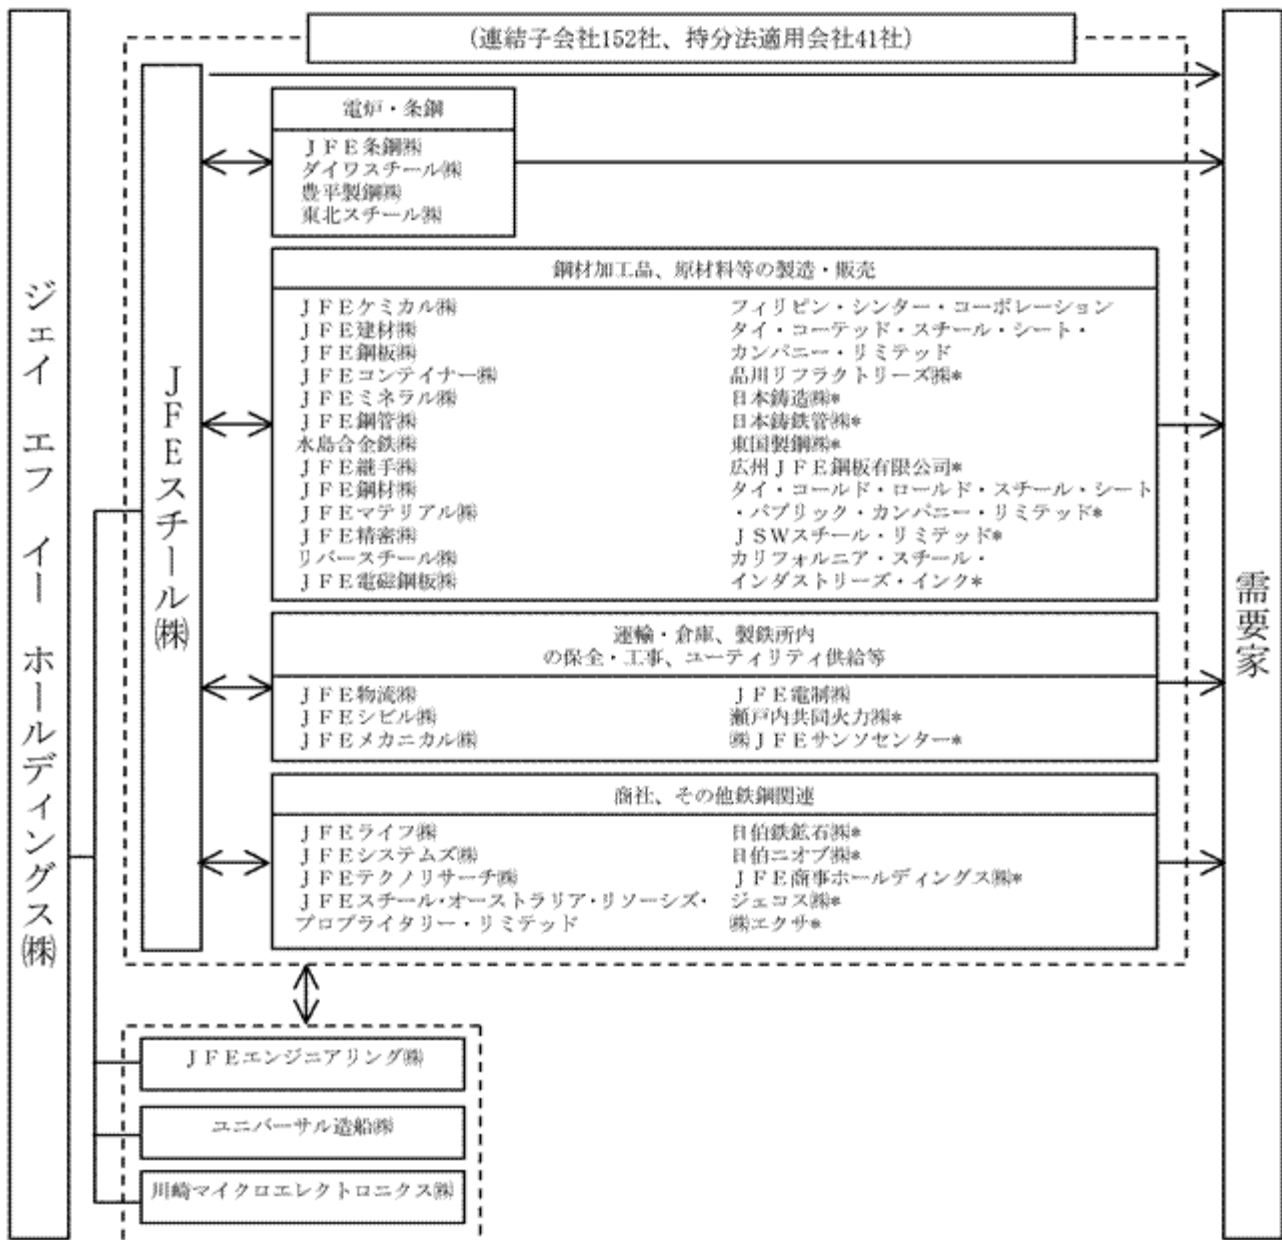 (連結子会社152社、持分法適用会社41社)
ジェイ エフ イー ホールディングス㈱
JFEスチール㈱
電炉・条鋼
JFE条鋼㈱
ダイワスチール㈱
豊平製鋼㈱
東北スチール㈱
鋼材加工品、原材料等の製造・販売
JFEケミカル㈱
JFE建材㈱
JFE鋼板㈱
JFEコンテイナー㈱
JFEミネラル㈱
JFE鋼管㈱
水島合金鉄㈱
JFE継手㈱
JFE鋼材㈱
JFEマテリアル㈱
JFE精密㈱
リバースチール㈱
JFE電磁鋼板㈱
フィリピン・シンター・コーポレーション
タイ・コーテッド・スチール・シート・
カンパニー・リミテッド
品川リフラクトリーズ㈱*
日本鋳造㈱*
日本鋳鉄管㈱*
東国製鋼㈱*
広州JFE鋼板有限公司*
タイ・コールド・ロールド・スチール・シート
・パブリック・カンパニー・リミテッド*
JSWスチール・リミテッド*
カリフォルニア・スチール・
インダストリーズ・インク*
運輸・倉庫、製鉄所内
の保全・工事、ユーティリティ供給等
JFE物流㈱
JFEシビル㈱
JFEメカニカル㈱
JFE電制㈱
瀬戸内共同火力㈱*
㈱JFEサンソセンター*
商社、その他鉄鋼関連
JFEライフ㈱
JFEシステムズ㈱
JFEテクノリサーチ㈱
JFEスチール・オーストラリア・リソーシズ・
プロプライタリー・リミテッド
日伯鉄鉱石㈱*
日伯ニオブ㈱*
JFE商事ホールディングス㈱*
ジェコス㈱*
㈱エクサ*
需要家
JFEエンジニアリング㈱
ユニバーサル造船㈱
川崎マイクロエレクトロニクス㈱